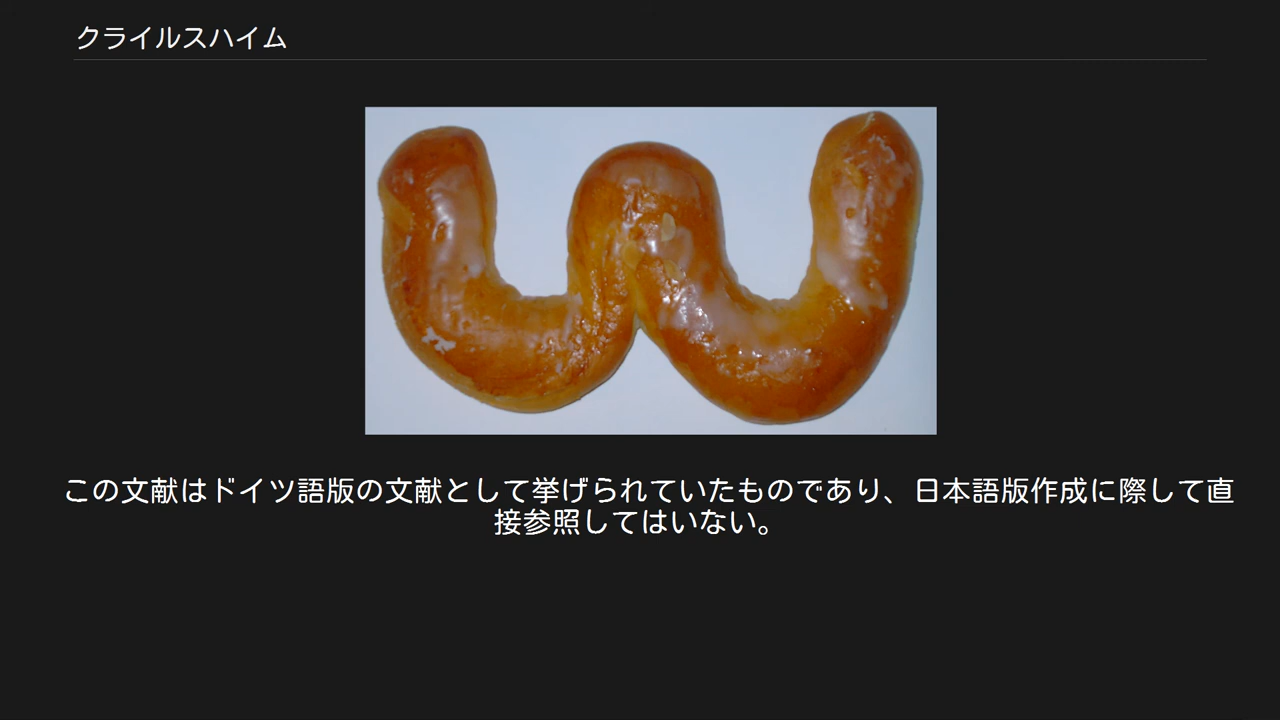 クライルスハイム
この文献はドイツ語版の文献として挙げられていたものであり、日本語版作成に際して直
接参照してはいない。